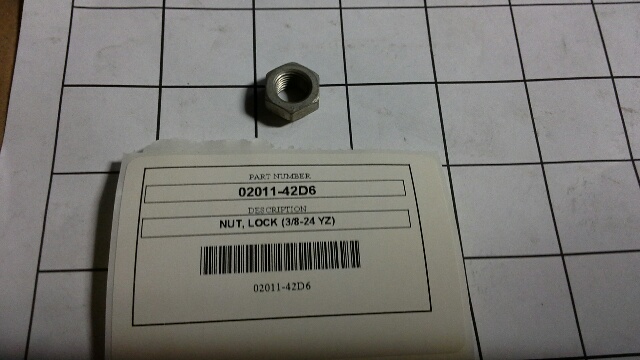 PART NUMBER
02011-42D6
DESCRIPTION
NUT, LOCK (3/8-24 YZ)
02011-42D6